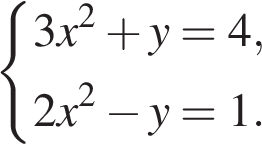 3x² + y = 4,
2x² − y = 1.